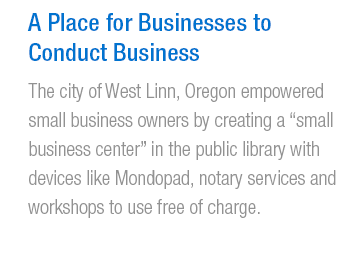 A Place for Businesses to
Conduct Business
The city of West Linn, Oregon empowered
small business owners by creating a “small
business center” in the public library with
devices like Mondopad, notary services and
workshops to use free of charge.